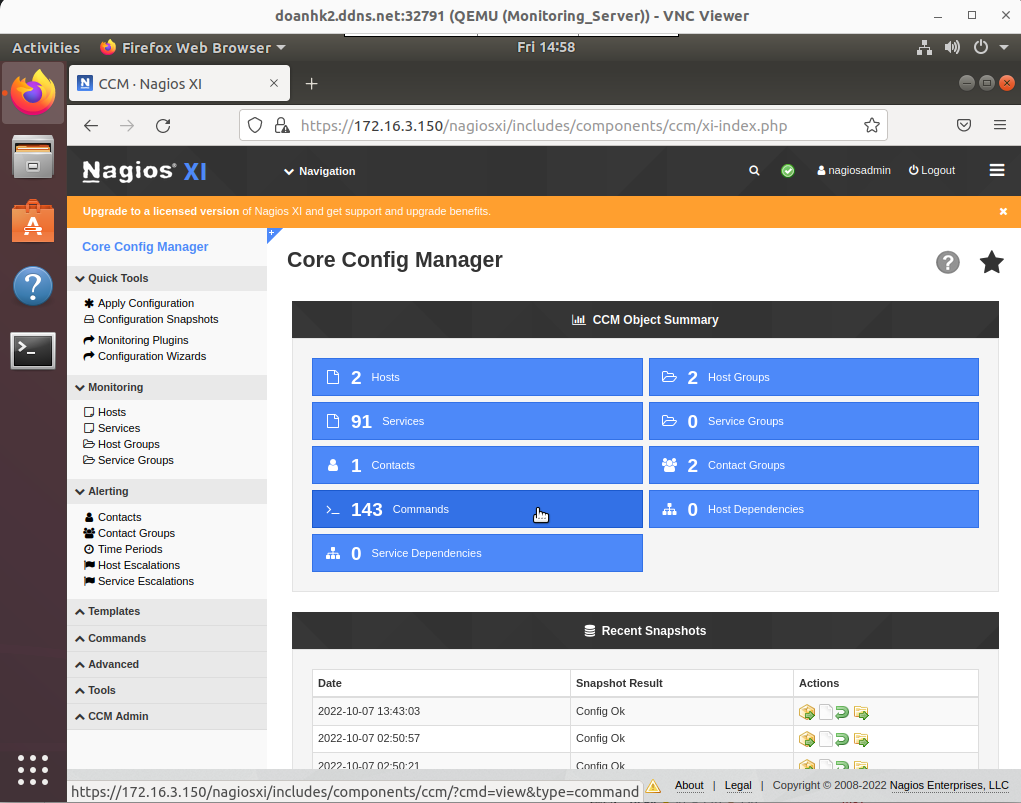 doanhk2.ddns.net:32791 (QEMU (Monitoring_Server)) - VNC Viewer
Activities Firefox Web Browser Fri 14:58
CCM · Nagios XI
https://172.16.3.150/nagiosxi/includes/components/ccm/xi-index.php
Nagios® XI Navigation nagiosadmin Logout
Upgrade to a licensed version of Nagios XI and get support and upgrade benefits.
Core Config Manager
Quick Tools
Apply Configuration
Configuration Snapshots
Monitoring Plugins
Configuration Wizards
Monitoring
Hosts
Services
Host Groups
Service Groups
Alerting
Contacts
Contact Groups
Time Periods
Host Escalations
Service Escalations
Templates
Commands
Advanced
Tools
CCM Admin
Core Config Manager
CCM Object Summary
2 Hosts
2 Host Groups
91 Services
0 Service Groups
1 Contacts
2 Contact Groups
143 Commands
0 Host Dependencies
0 Service Dependencies
Recent Snapshots
Date Snapshot Result Actions
2022-10-07 13:43:03 Config Ok
2022-10-07 02:50:57 Config Ok
2022-10-07 02:50:21 Config Ok
https://172.16.3.150/nagiosxi/includes/components/ccm/?cmd=view&type=command
About | Legal | Copyright © 2008-2022 Nagios Enterprises, LLC